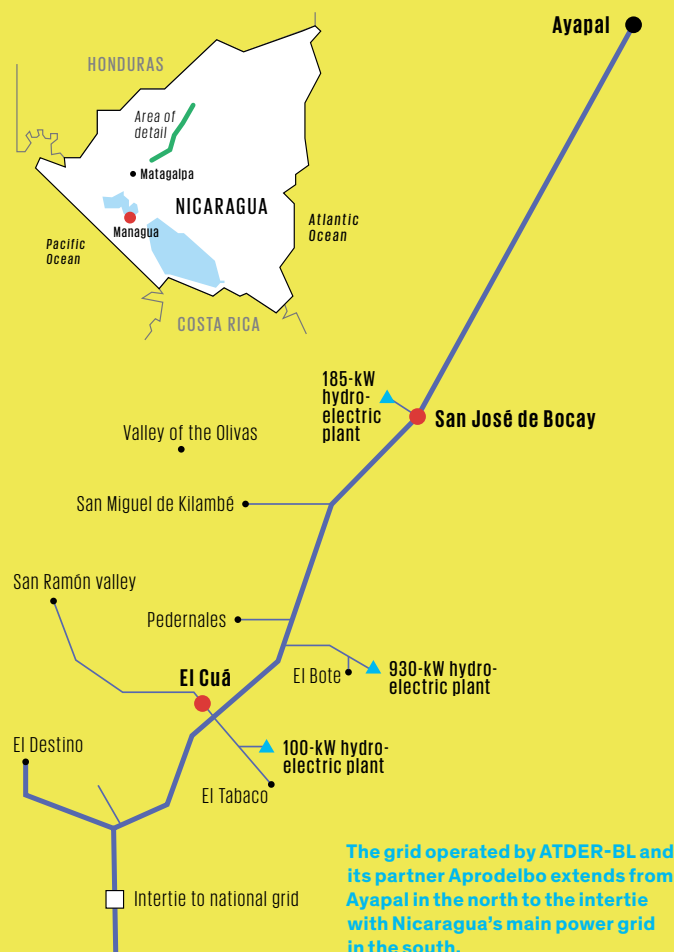 Ayapal
HONDURAS
Area of
detail
Matagalpa
NICARAGUA
Managua
Atlantic
Ocean
Pacific
Ocean
COSTA RICA
185-kW
hydro-
electric
plant
San José de Bocay
Valley of the Olivas
San Miguel de Kilambé
San Ramón valley
Pedernales
El Cuá
El Bote
930-kW hydro-
electric plant
El Destino
100-kW hydro-
electric plant
El Tabaco
Intertie to national grid
The grid operated by ATDER-BL and
its partner Aprodelbo extends from
Ayapal in the north to the intertie
with Nicaragua's main power grid
in the south.